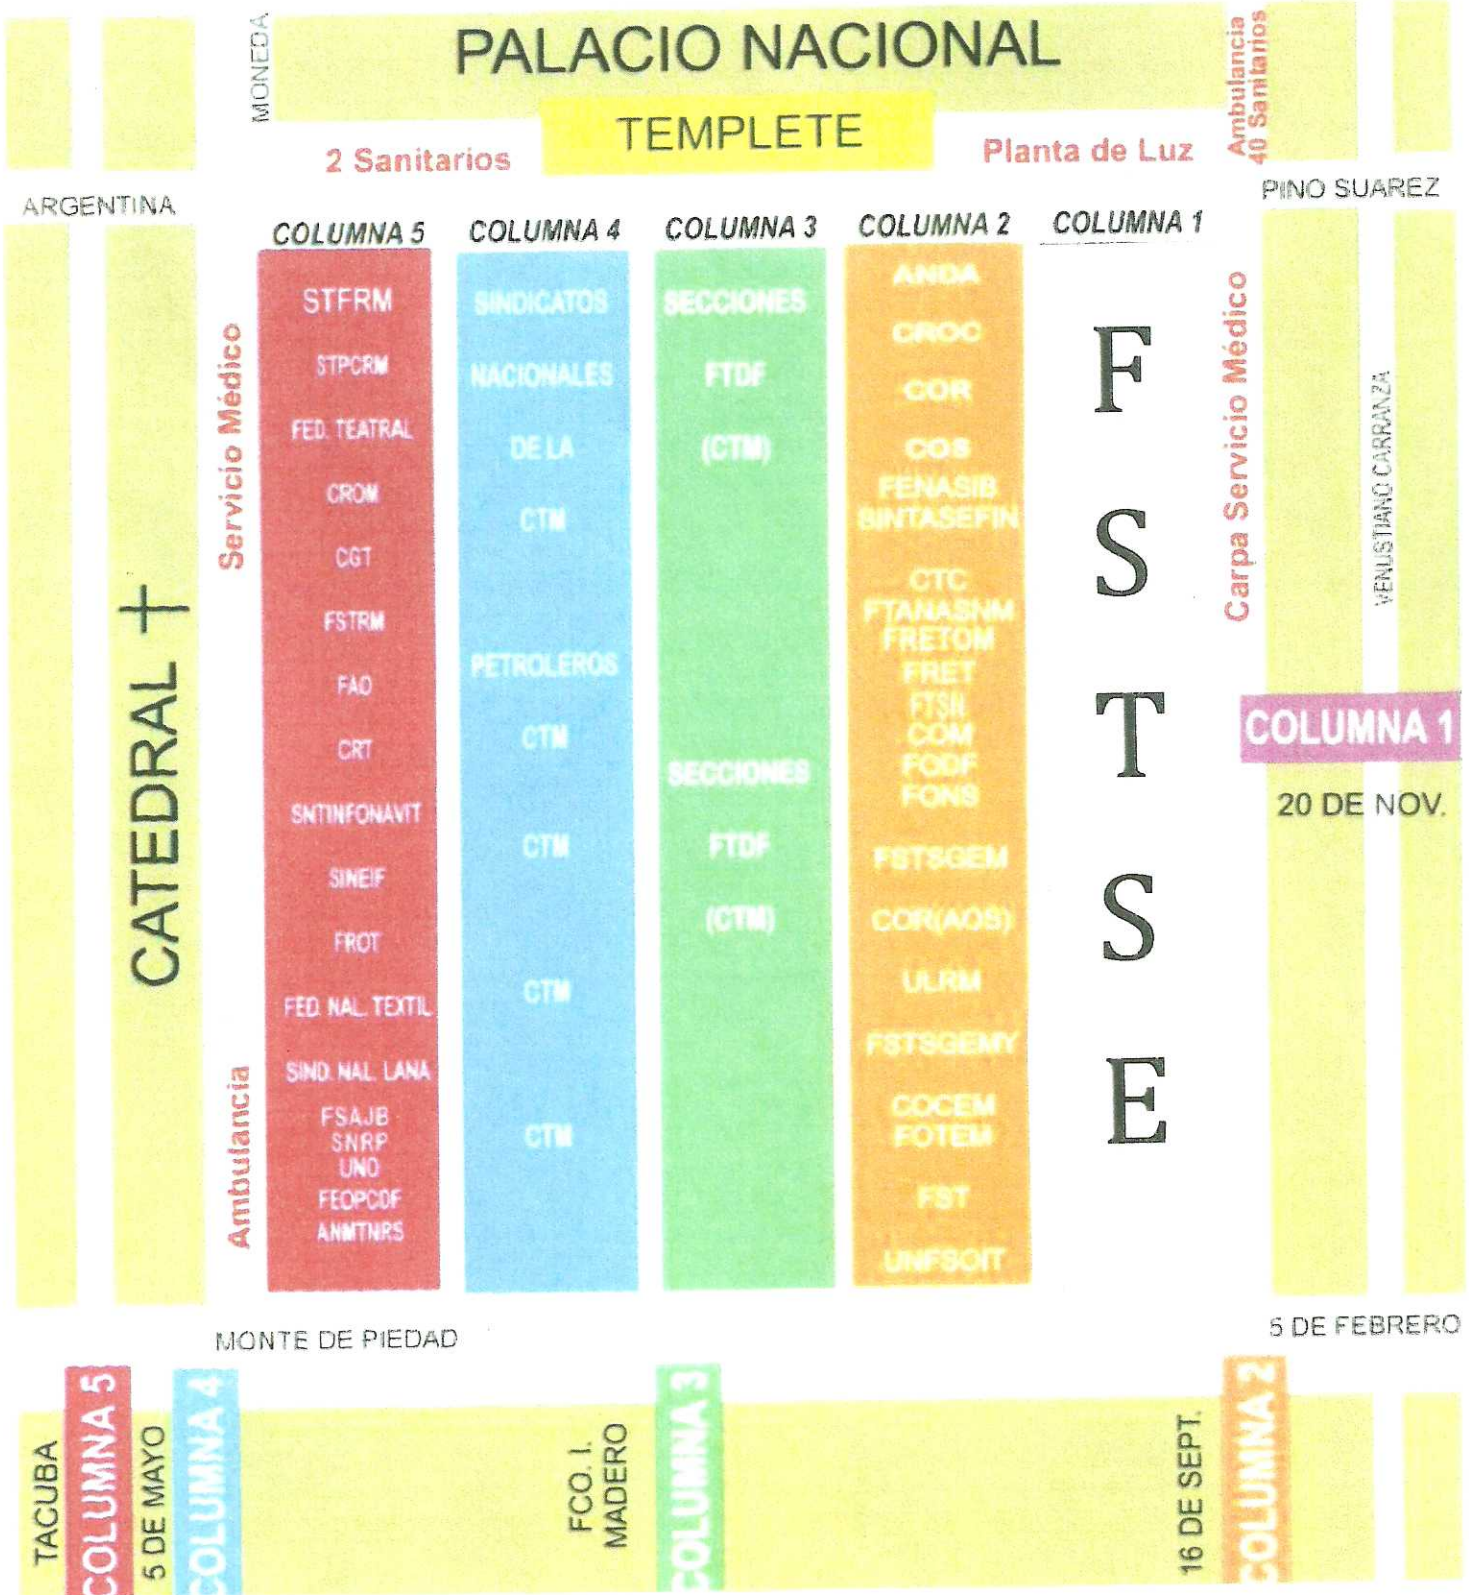 MONEDA
PALACIO NACIONAL
Ambulancia
40 Sanitarios
TEMPLETE
2 Sanitarios
Planta de Luz
ARGENTINA
PINO SUAREZ
COLUMNA 5
COLUMNA 4
COLUMNA 3
COLUMNA 2
COLUMNA 1
CATEDRAL
Servicio Médico
Ambulancia
STFRM
STPCRM
FED. TEATRAL
CROM
CGT
FSTRM
FAO
CRT
SNTINFONAVIT
SINEIF
FROT
FED. NAL. TEXTIL
SIND. NAL. LANA
FSAJB
SNRP
UNO
FEOPCDF
ANMTNRS
SINDICATOS
NACIONALES
DE LA
CTM
PETROLEROS
CTM
CTM
CTM
CTM
SECCIONES
FTDF
(CTM)
SECCIONES
FTDF
(CTM)
ANDA
CROC
COR
COS
FENASIB
SINTASEFIN
CTC
FTANASNM
FRETOM
FRET
COM
FODF
FONS
FSTSGEM
COR(AOS)
ULRM
FSTSGEMY
COCEM
FOTEM
FST
UNFSOIT
F
S
T
S
E
Carpa Servicio Médico
VENUSTIANO CARRANZA
COLUMNA 1
20 DE NOV.
MONTE DE PIEDAD
5 DE FEBRERO
TACUBA
COLUMNA 5
5 DE MAYO
COLUMNA 4
FCO. I.
MADERO
COLUMNA 3
16 DE SEPT.
COLUMNA 2